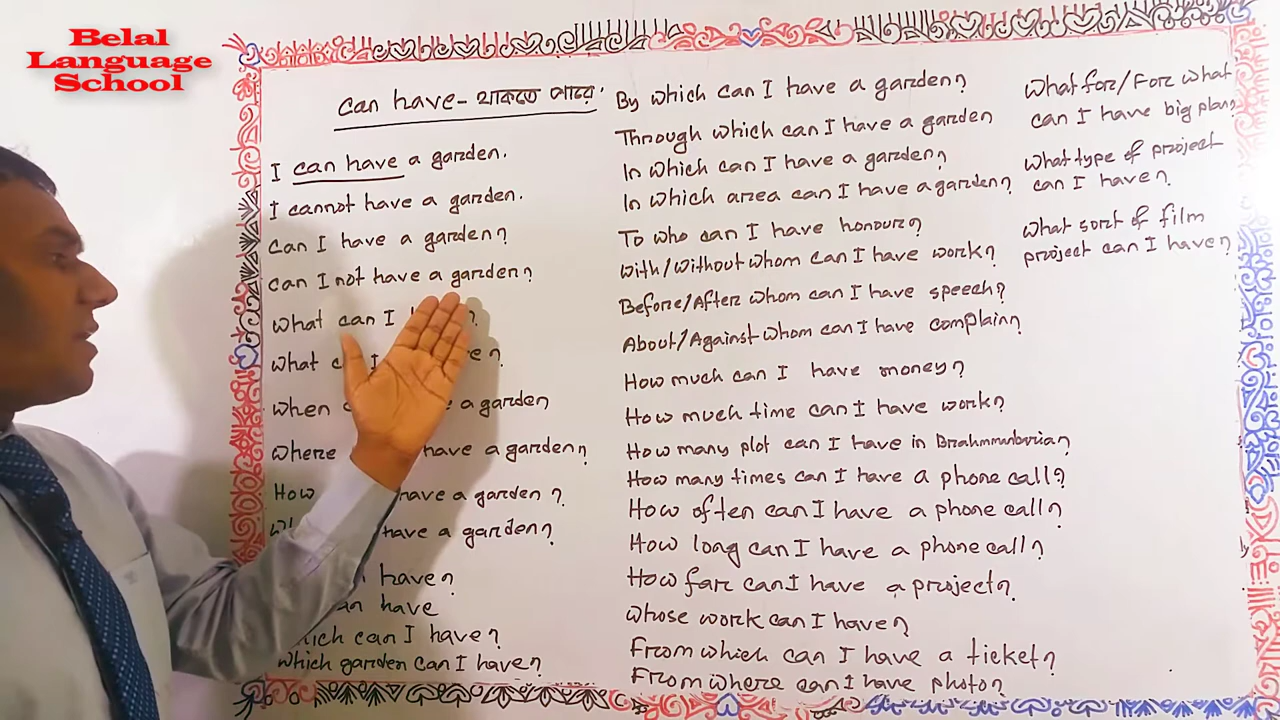 Belal
Language
School
can have - থাকতে পারে.
I can have a garden.
I cannot have a garden.
can I have a garden?
can I not have a garden?
What can I ?
What
When a garden
Where have a garden?
How have a garden ?
have a garden?
have?
have
can I have?
Which garden can I have?
By which can I have a garden?
Through which can I have a garden
In which can I have a garden?
In which area can I have a garden?
To who can I have honour?
With/Without whom can I have work?
Before/After whom can I have speech?
About/Against whom can I have complain?
How much can I have money?
How much time can I have work?
How many plot can I have in
How many times can I have a phone call?
How often can I have a phone call?
How long can I have a phone call?
How far can I have a project?
Whose work can I have?
From which can I have a ticket?
From where can I have photo?
What for/For what
can I have big plan?
What type of project
can I have?
What sort of film
project can I have?